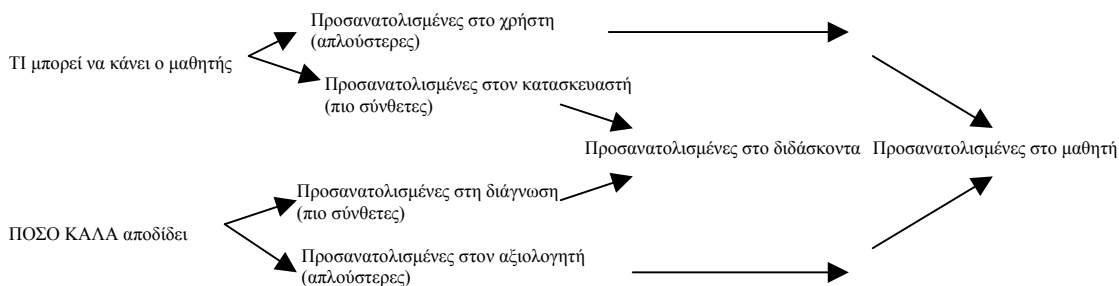 Προσανατολισμένες στο χρήστη
(απλούστερες)
ΤΙ μπορεί να κάνει ο μαθητής
Προσανατολισμένες στον κατασκευαστή
(πιο σύνθετες)
Προσανατολισμένες στο διδάσκοντα
Προσανατολισμένες στο μαθητή
Προσανατολισμένες στη διάγνωση
(πιο σύνθετες)
ΠΟΣΟ ΚΑΛΑ αποδίδει
Προσανατολισμένες στον αξιολογητή
(απλούστερες)